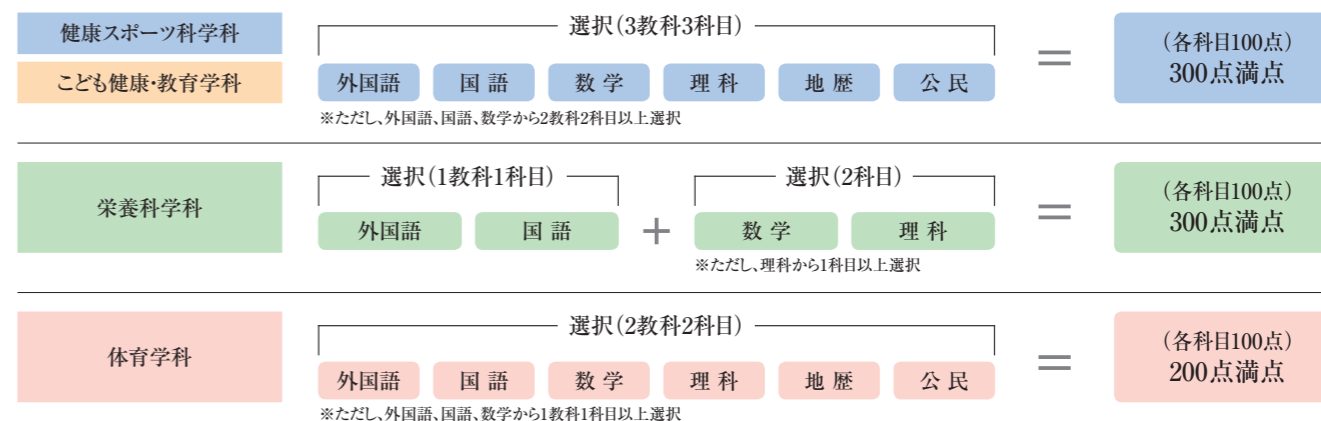 健康スポーツ科学科
こども健康・教育学科
選択(3教科3科目)
外国語 国語 数学 理科 地歴 公民
※ただし、外国語、国語、数学から2教科2科目以上選択
=
(各科目100点)
300点満点
栄養科学科
選択(1教科1科目)
外国語 国語
+
選択(2科目)
数学 理科
※ただし、理科から1科目以上選択
=
(各科目100点)
300点満点
体育学科
選択(2教科2科目)
外国語 国語 数学 理科 地歴 公民
※ただし、外国語、国語、数学から1教科1科目以上選択
=
(各科目100点)
200点満点